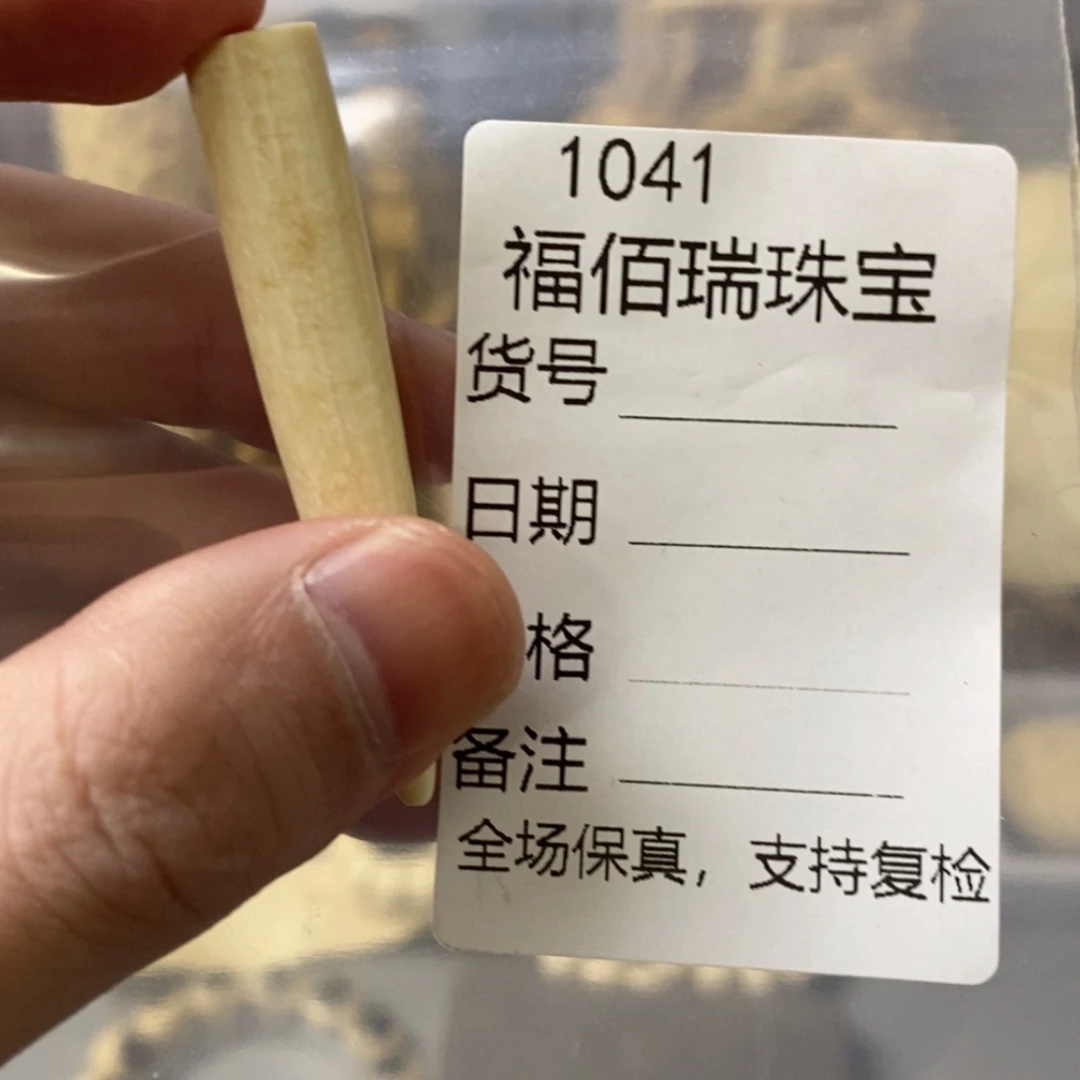 1041
福佰瑞珠宝
货号
日期
格
备注
全场保真，支持复检